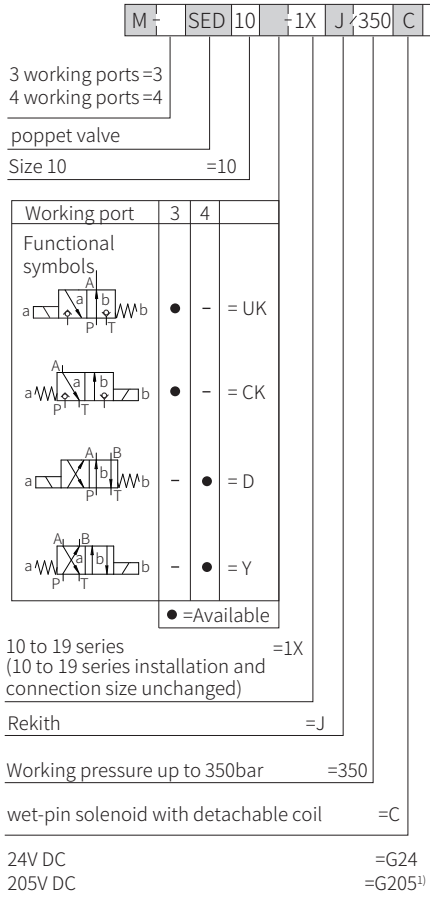 M - SED 10 -1X J /350 C
3 working ports =3
4 working ports =4
poppet valve
Size 10 =10
Working port 3 4
Functional
symbols
A
a a b b ● – = UK
P T
A
a a b b ● – = CK
P T
A B
a b b – ● = D
P T
A B
a a b b – ● = Y
P T
● =Available
10 to 19 series =1X
(10 to 19 series installation and
connection size unchanged)
Rekith =J
Working pressure up to 350bar =350
wet-pin solenoid with detachable coil =C
24V DC =G24
205V DC =G205¹⁾